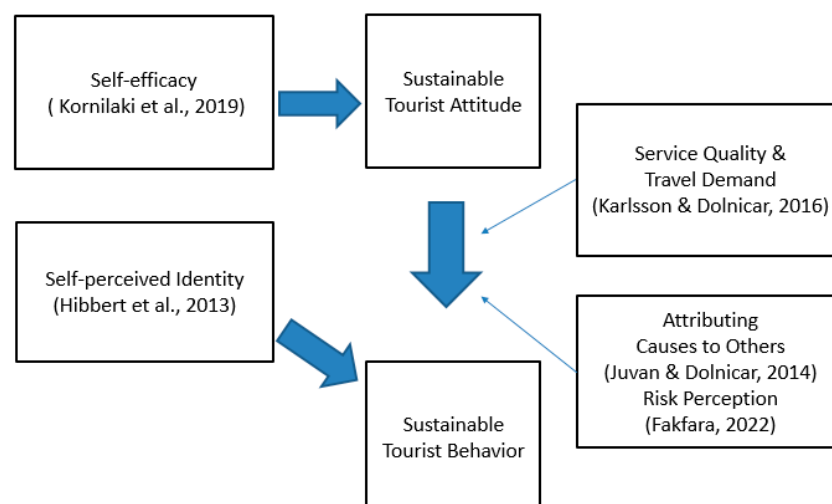 Self-efficacy
( Kornilaki et al., 2019)
Sustainable
Tourist Attitude
Service Quality &
Travel Demand
(Karlsson & Dolnicar, 2016)
Self-perceived Identity
(Hibbert et al., 2013)
Attributing
Causes to Others
(Juvan & Dolnicar, 2014)
Risk Perception
(Fakfara, 2022)
Sustainable
Tourist Behavior